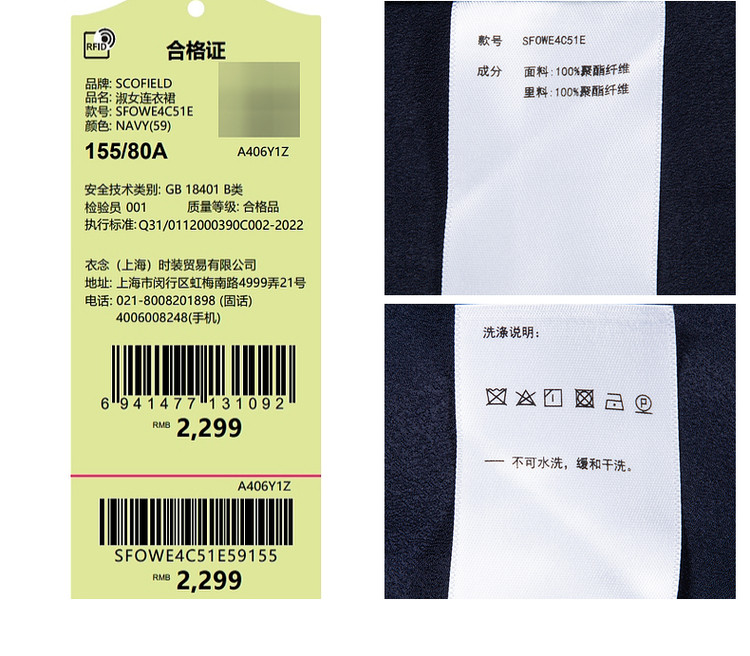 RFID
合格证
品牌: SCOFIELD
品名: 淑女连衣裙
款号: SFOWE4C51E
颜色: NAVY(59)
155/80A
A406Y1Z
安全技术类别: GB 18401 B类
检验员 001 质量等级: 合格品
执行标准:Q31/0112000390C002-2022
衣念（上海）时装贸易有限公司
地址: 上海市闵行区虹梅南路4999弄21号
电话: 021-8008201898 (固话)
4006008248(手机)
6 941477 131092
RMB 2,299
A406Y1Z
SFOWE4C51E59155
RMB 2,299
款号 SFOWE4C51E
成分 面料:100%聚酯纤维
里料:100%聚酯纤维
洗涤说明:
P
— 不可水洗，缓和干洗。